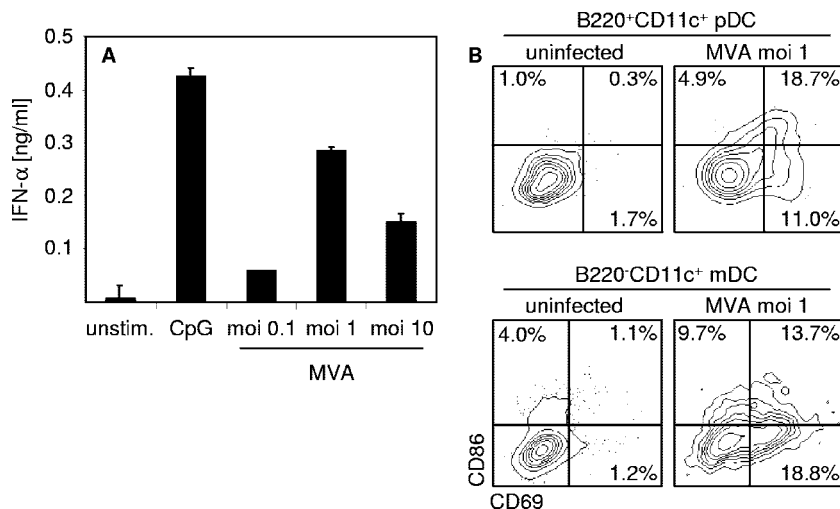 A
IFN-α [ng/ml]
0.5
0.4
0.3
0.2
0.1
unstim. CpG moi 0.1 moi 1 moi 10
MVA
B
B220⁺CD11c⁺ pDC
uninfected MVA moi 1
1.0% 0.3% 4.9% 18.7%
1.7% 11.0%
B220⁻CD11c⁺ mDC
uninfected MVA moi 1
4.0% 1.1% 9.7% 13.7%
1.2% 18.8%
CD86
CD69